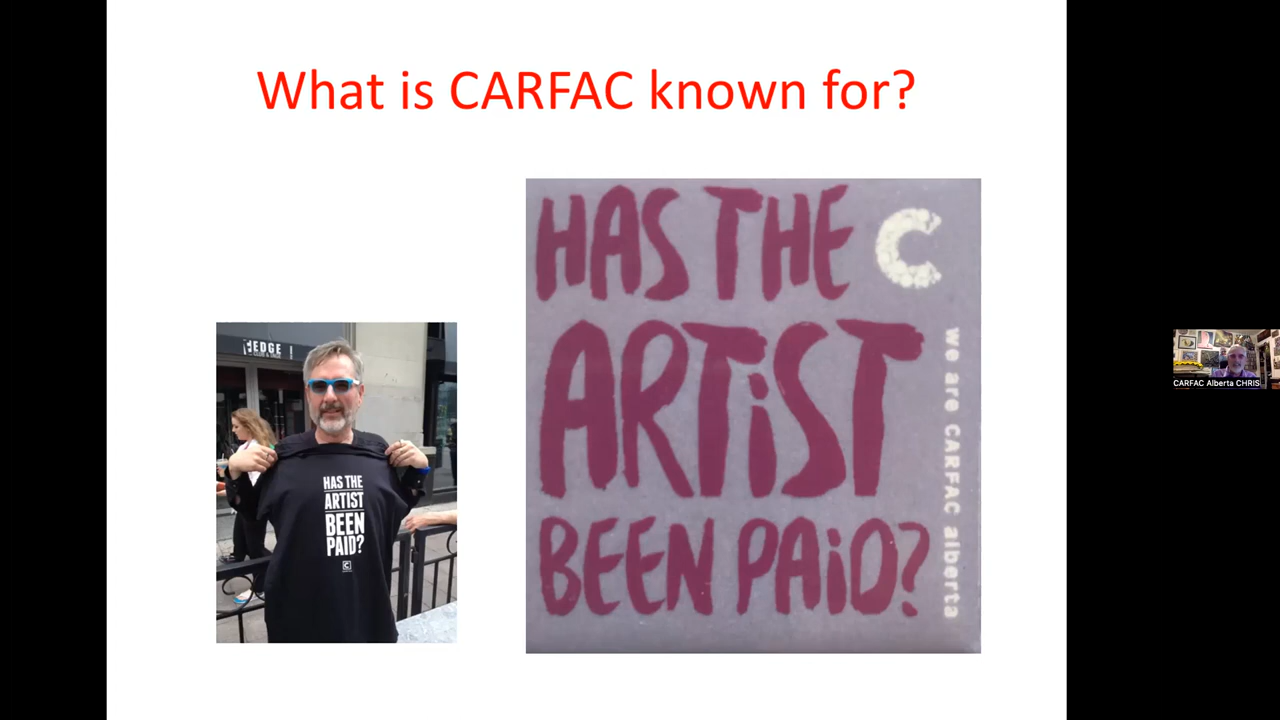 What is CARFAC known for?
HEDGE
HAS THE
ARTIST
BEEN
PAID?
C
HAS THE
C
ARTiST
BEEN PAiD?
we are CARFAC alberta
CARFAC Alberta CHRIS